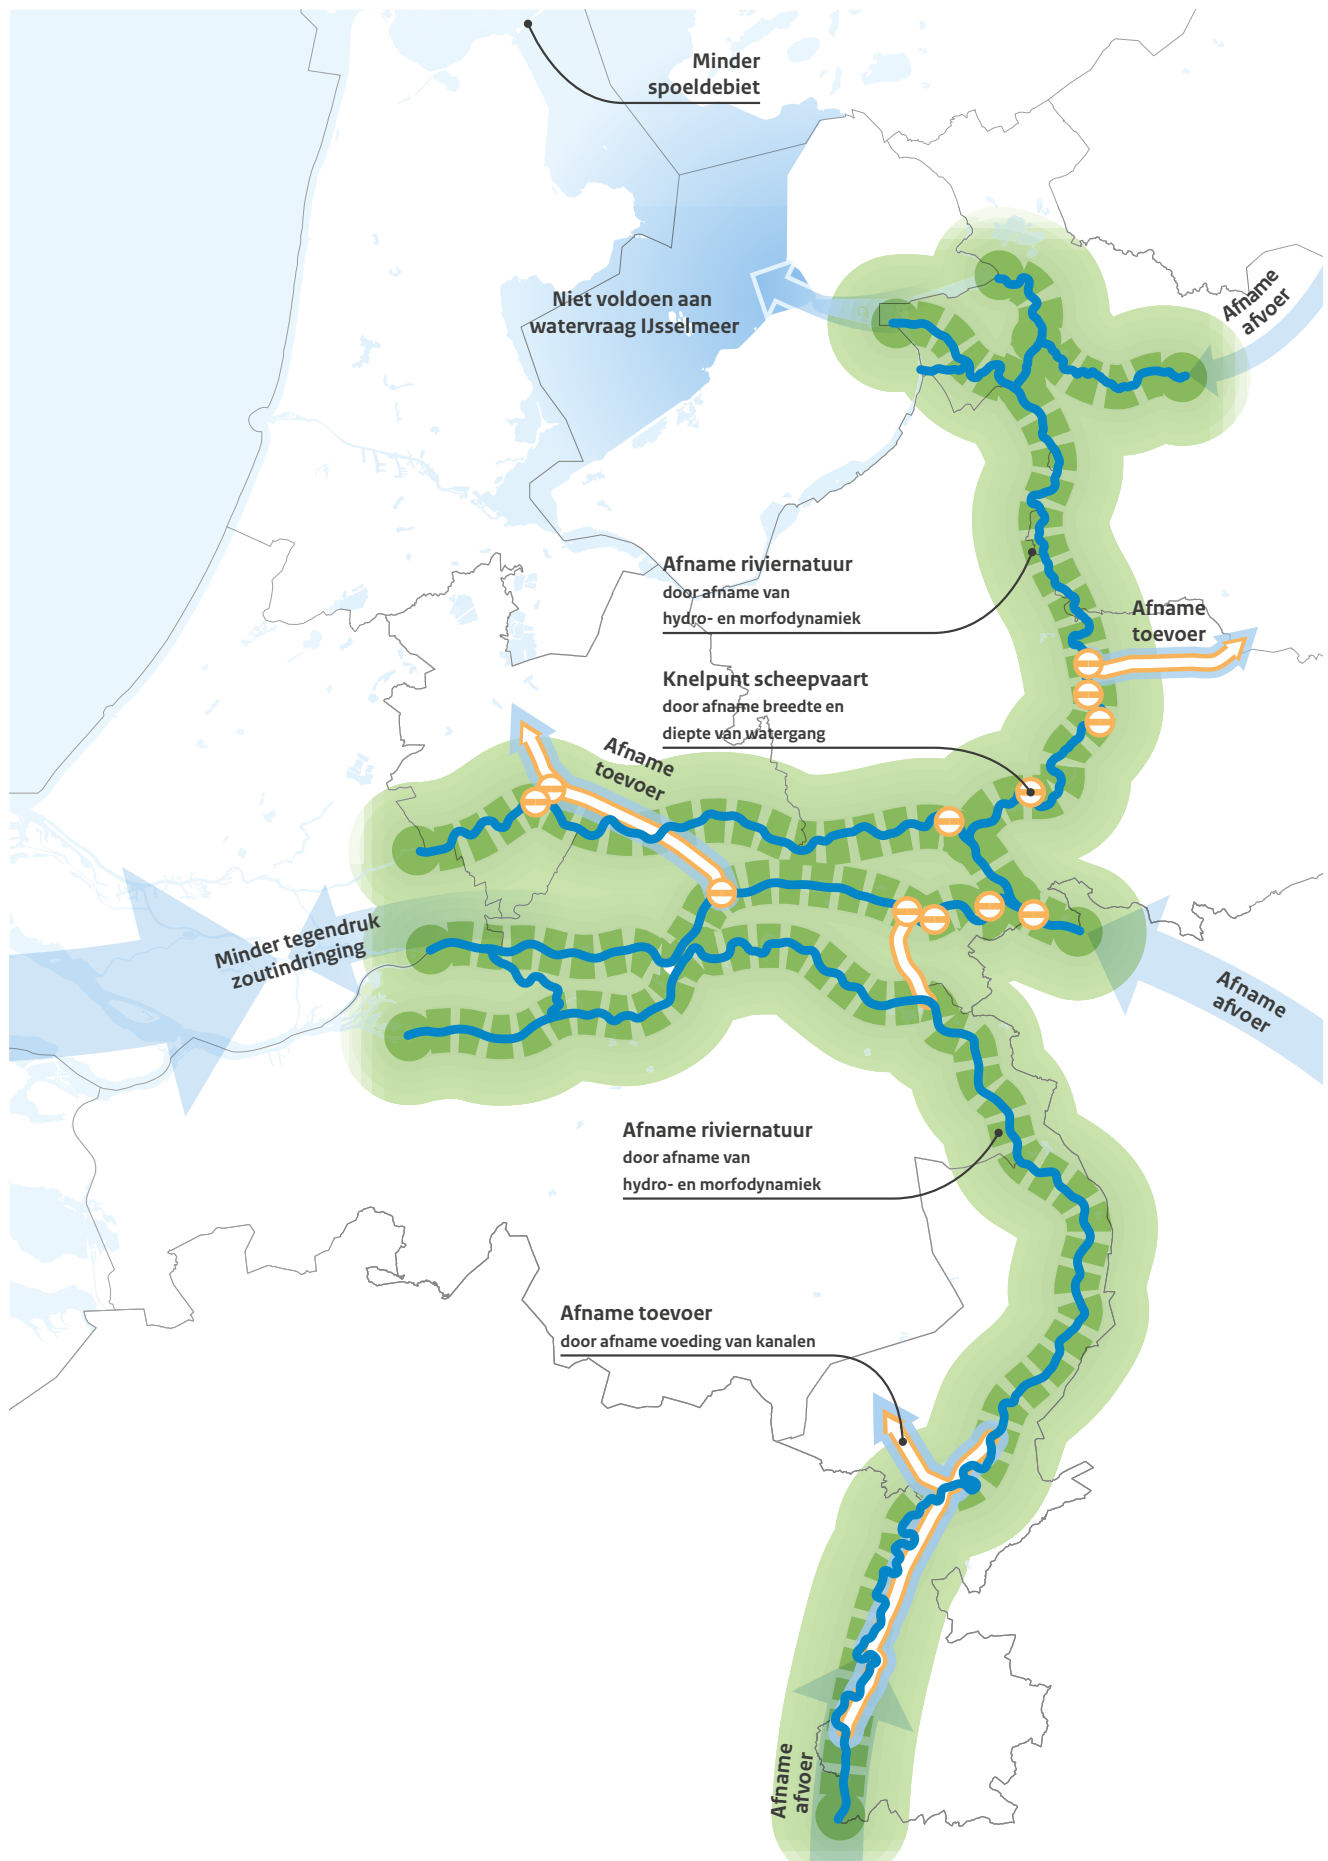 Minder
spoeldebiet
Afname
afvoer
Niet voldoen aan
watervraag IJsselmeer
Afname riviernatuur
door afname van
hydro- en morfodynamiek
Afname
toevoer
Knelpunt scheepvaart
door afname breedte en
diepte van watergang
Afname
toevoer
Minder tegendruk
zoutindringing
Afname
afvoer
Afname riviernatuur
door afname van
hydro- en morfodynamiek
Afname toevoer
door afname voeding van kanalen
Afname
afvoer